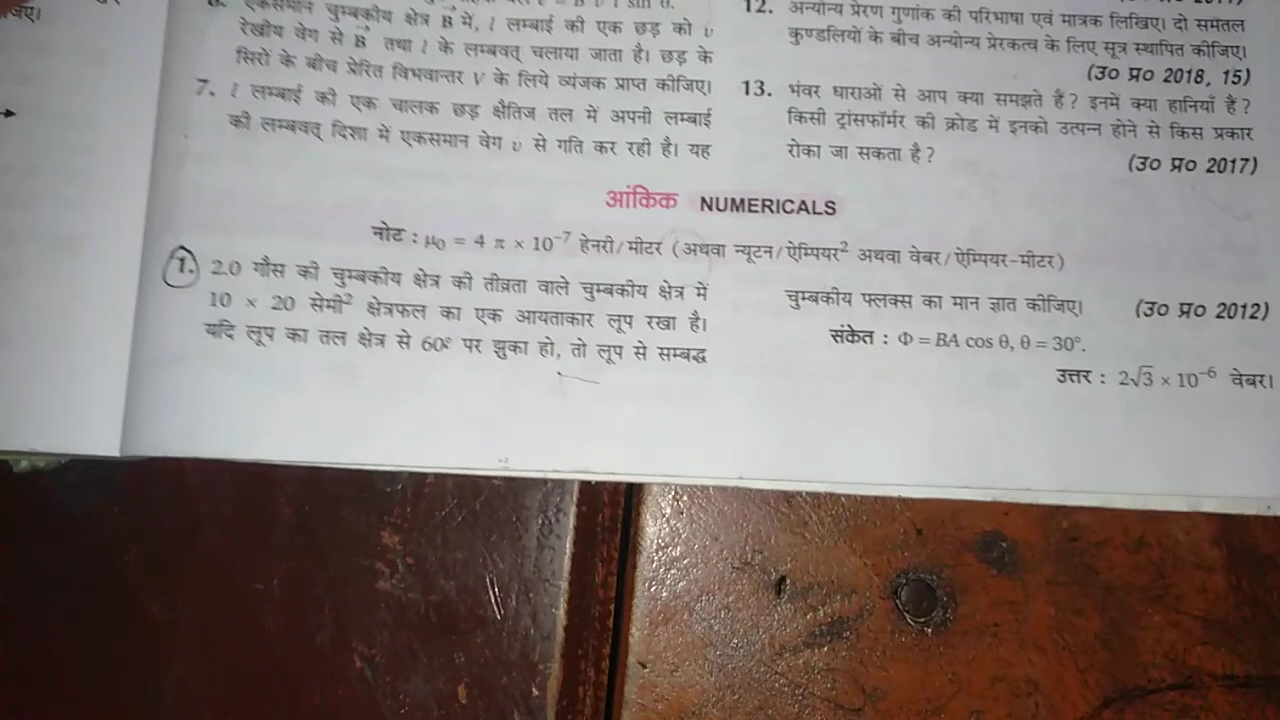 जिए।
एकसमान चुम्बकीय क्षेत्र B में, l लम्बाई की एक छड़ को υ
रेखीय वेग से B तथा l के लम्बवत् चलाया जाता है। छड़ के
सिरों के बीच प्रेरित विभवान्तर V के लिये व्यंजक प्राप्त कीजिए।
7. l लम्बाई की एक चालक छड़ क्षैतिज तल में अपनी लम्बाई
की लम्बवत् दिशा में एकसमान वेग υ से गति कर रही है। यह
12. अन्योन्य प्रेरण गुणांक की परिभाषा एवं मात्रक लिखिए। दो समतल
कुण्डलियों के बीच अन्योन्य प्रेरकत्व के लिए सूत्र स्थापित कीजिए।
(उ० प्र० 2018, 15)
13. भंवर धाराओं से आप क्या समझते हैं? इनमें क्या हानियाँ हैं?
किसी ट्रांसफॉर्मर की क्रोड में इनको उत्पन्न होने से किस प्रकार
रोका जा सकता है?
(उ० प्र० 2017)
आंकिक NUMERICALS
नोट : μ₀ = 4 π × 10⁻⁷ हेनरी/मीटर (अथवा न्यूटन/ऐम्पियर² अथवा वेबर/ऐम्पियर-मीटर)
1. 2.0 गौस की चुम्बकीय क्षेत्र की तीव्रता वाले चुम्बकीय क्षेत्र में
10 × 20 सेमी² क्षेत्रफल का एक आयताकार लूप रखा है।
यदि लूप का तल क्षेत्र से 60° पर झुका हो, तो लूप से सम्बद्ध
चुम्बकीय फ्लक्स का मान ज्ञात कीजिए। (उ० प्र० 2012)
संकेत : Φ = BA cos θ, θ = 30°.
उत्तर : 2√3 × 10⁻⁶ वेबर।